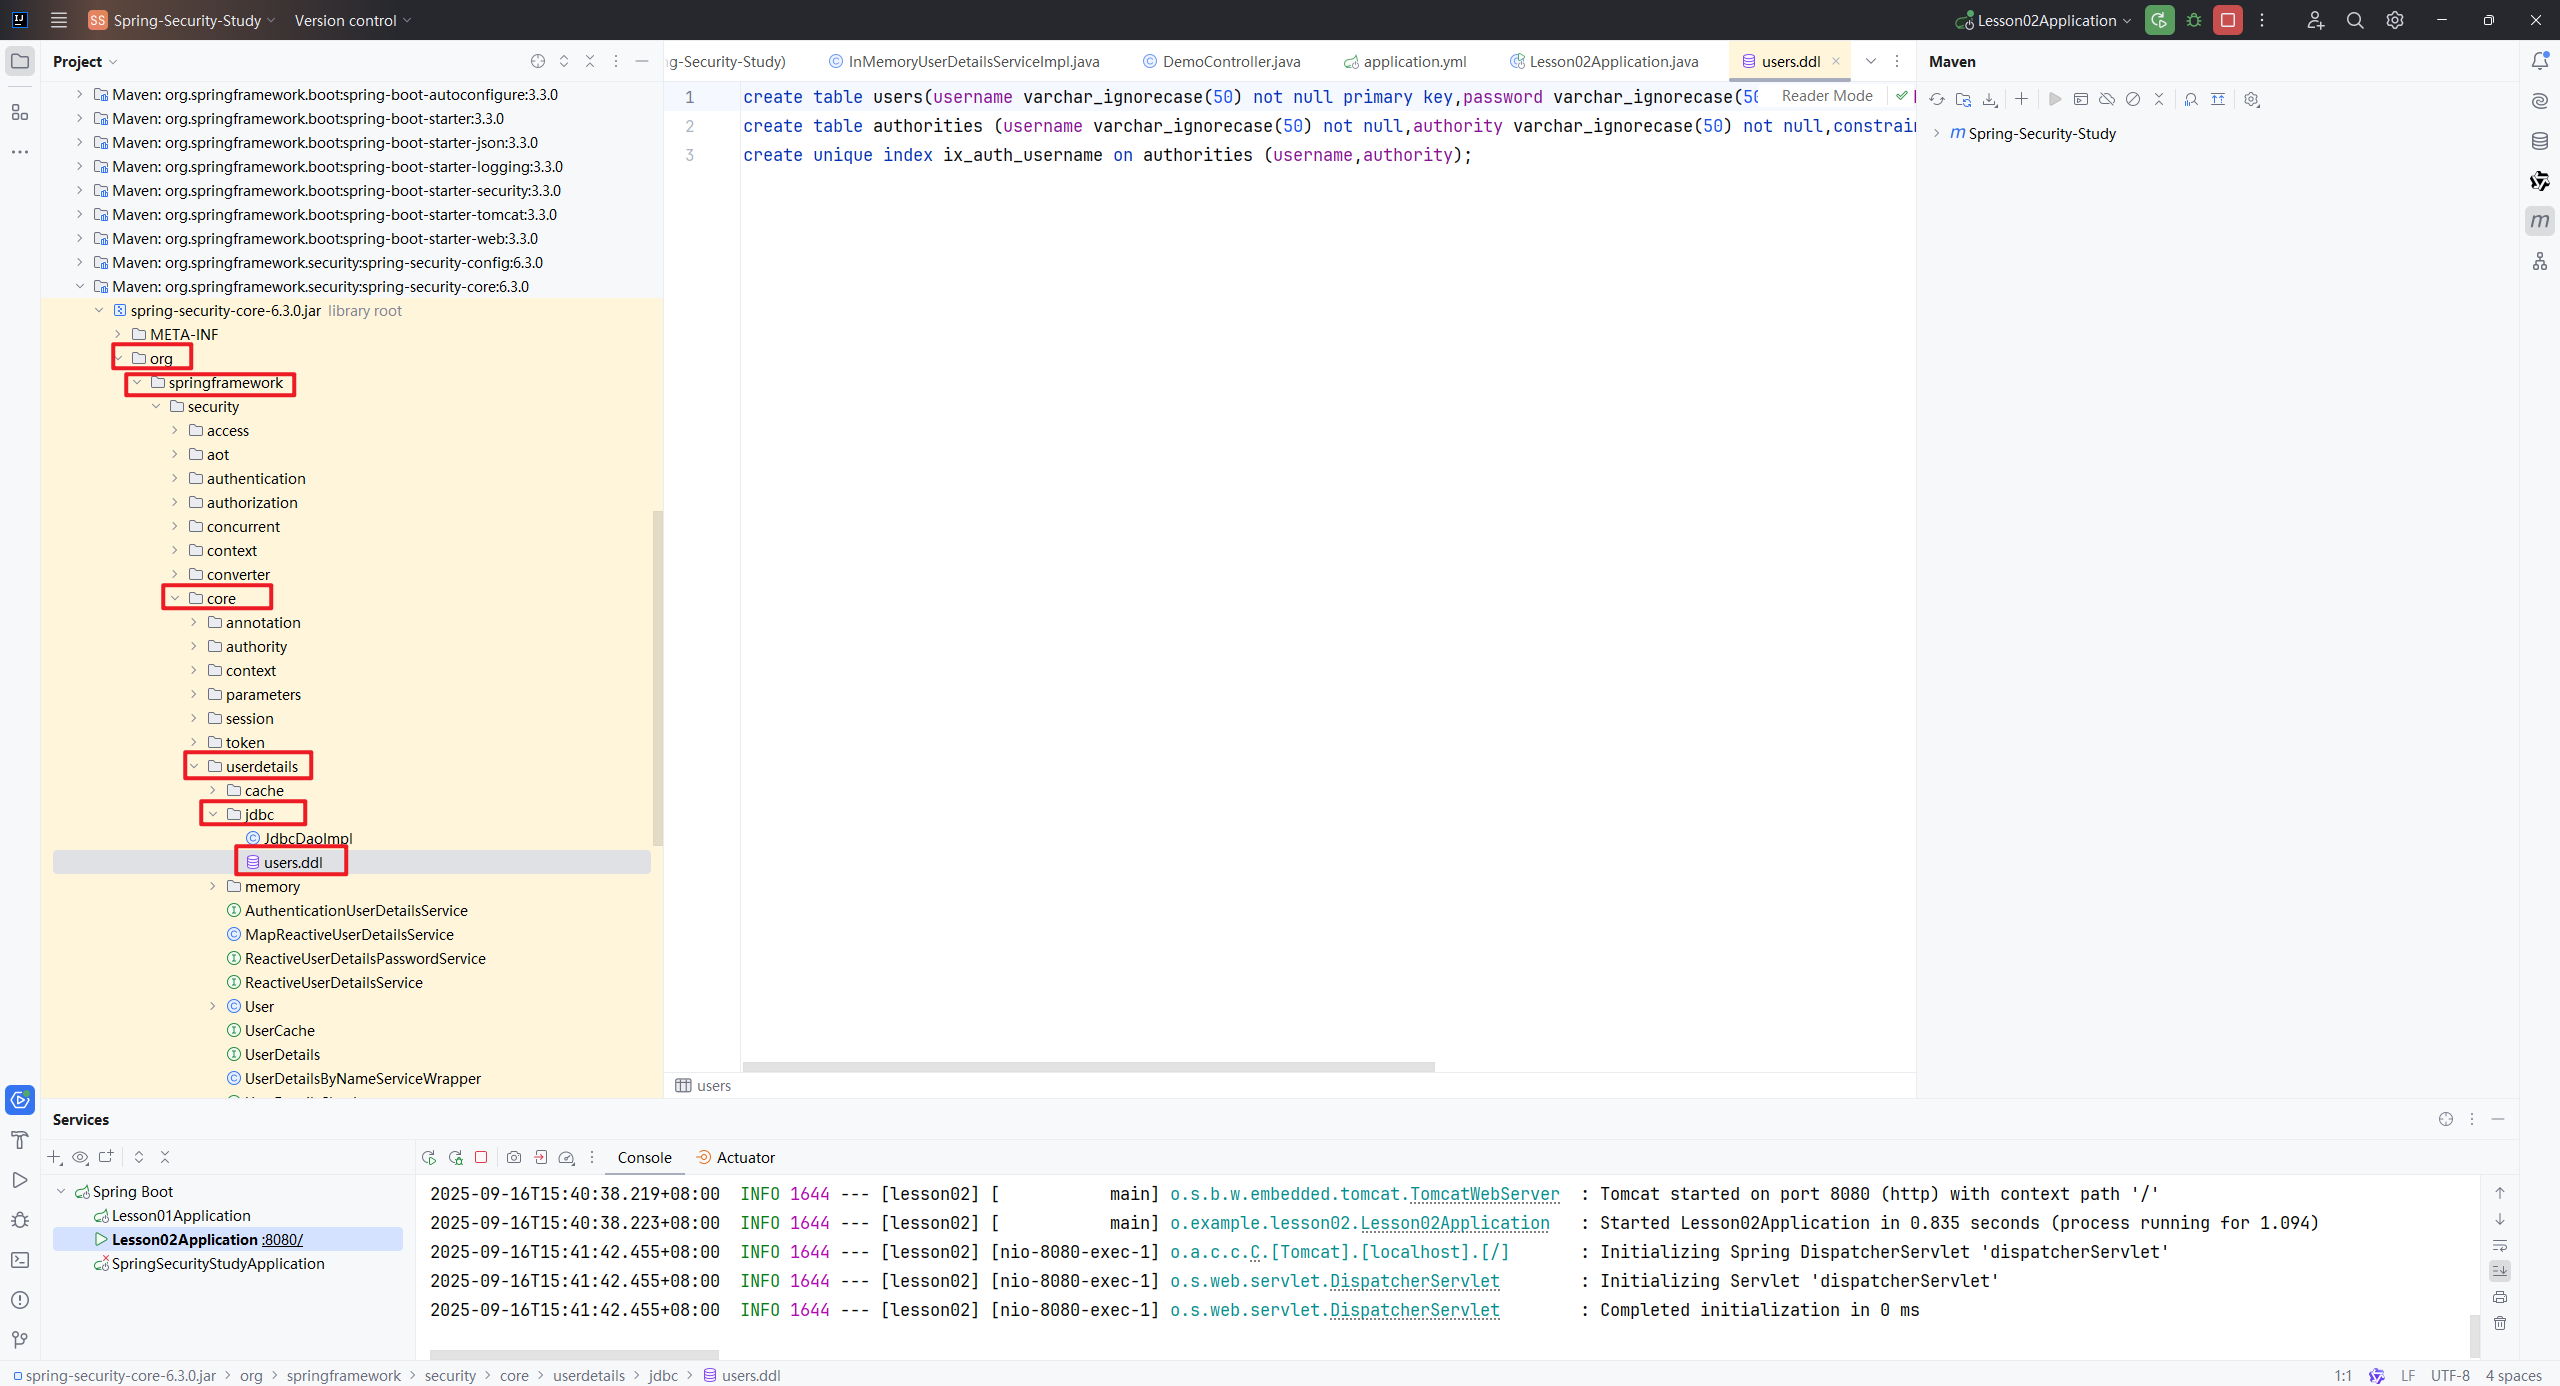 SS Spring-Security-Study Version control Lesson02Application
Project
Maven: org.springframework.boot:spring-boot-autoconfigure:3.3.0
Maven: org.springframework.boot:spring-boot-starter:3.3.0
Maven: org.springframework.boot:spring-boot-starter-json:3.3.0
Maven: org.springframework.boot:spring-boot-starter-logging:3.3.0
Maven: org.springframework.boot:spring-boot-starter-security:3.3.0
Maven: org.springframework.boot:spring-boot-starter-tomcat:3.3.0
Maven: org.springframework.boot:spring-boot-starter-web:3.3.0
Maven: org.springframework.security:spring-security-config:6.3.0
Maven: org.springframework.security:spring-security-core:6.3.0
spring-security-core-6.3.0.jar library root
META-INF
org
springframework
security
access
aot
authentication
authorization
concurrent
context
converter
core
annotation
authority
context
parameters
session
token
userdetails
cache
jdbc
JdbcDaoImpl
users.ddl
memory
AuthenticationUserDetailsService
MapReactiveUserDetailsService
ReactiveUserDetailsPasswordService
ReactiveUserDetailsService
User
UserCache
UserDetails
UserDetailsByNameServiceWrapper
g-Security-Study) InMemoryUserDetailsServiceImpl.java DemoController.java application.yml Lesson02Application.java users.ddl
1 create table users(username varchar_ignorecase(50) not null primary key,password varchar_ignorecase(50 Reader Mode
2 create table authorities (username varchar_ignorecase(50) not null,authority varchar_ignorecase(50) not null,constrain
3 create unique index ix_auth_username on authorities (username,authority);
users
Maven
m Spring-Security-Study
Services
Console Actuator
Spring Boot
Lesson01Application
Lesson02Application :8080/
SpringSecurityStudyApplication
2025-09-16T15:40:38.219+08:00 INFO 1644 --- [lesson02] [ main] o.s.b.w.embedded.tomcat.TomcatWebServer : Tomcat started on port 8080 (http) with context path '/'
2025-09-16T15:40:38.223+08:00 INFO 1644 --- [lesson02] [ main] o.example.lesson02.Lesson02Application : Started Lesson02Application in 0.835 seconds (process running for 1.094)
2025-09-16T15:41:42.455+08:00 INFO 1644 --- [lesson02] [nio-8080-exec-1] o.a.c.c.C.[Tomcat].[localhost].[/] : Initializing Spring DispatcherServlet 'dispatcherServlet'
2025-09-16T15:41:42.455+08:00 INFO 1644 --- [lesson02] [nio-8080-exec-1] o.s.web.servlet.DispatcherServlet : Initializing Servlet 'dispatcherServlet'
2025-09-16T15:41:42.455+08:00 INFO 1644 --- [lesson02] [nio-8080-exec-1] o.s.web.servlet.DispatcherServlet : Completed initialization in 0 ms
spring-security-core-6.3.0.jar > org > springframework > security > core > userdetails > jdbc > users.ddl 1:1 LF UTF-8 4 spaces